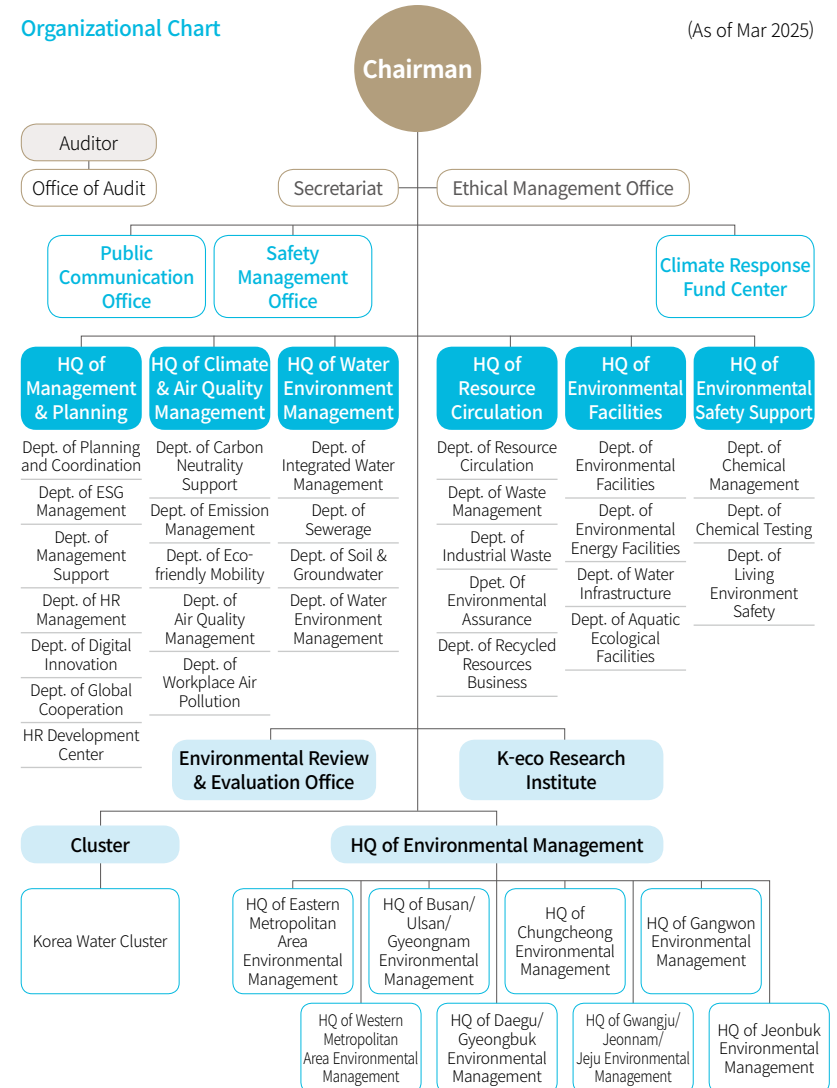 Organizational Chart
(As of Mar 2025)
Chairman
Auditor
Office of Audit
Secretariat
Ethical Management Office
Public
Communication
Office
Safety
Management
Office
Climate Response
Fund Center
HQ of
Management
& Planning
Dept. of Planning
and Coordination
Dept. of ESG
Management
Dept. of
Management
Support
Dept. of HR
Management
Dept. of Digital
Innovation
Dept. of Global
Cooperation
HR Development
Center
HQ of Climate
& Air Quality
Management
Dept. of Carbon
Neutrality
Support
Dept. of Emission
Management
Dept. of Eco-
friendly Mobility
Dept. of
Air Quality
Management
Dept. of
Workplace Air
Pollution
HQ of Water
Environment
Management
Dept. of
Integrated Water
Management
Dept. of
Sewerage
Dept. of Soil &
Groundwater
Dept. of Water
Environment
Management
HQ of
Resource
Circulation
Dept. of Resource
Circulation
Dept. of Waste
Management
Dept. of
Industrial Waste
Dpet. Of
Environmental
Assurance
Dept. of Recycled
Resources
Business
HQ of
Environmental
Facilities
Dept. of
Environmental
Facilities
Dept. of
Environmental
Energy Facilities
Dept. of Water
Infrastructure
Dept. of Aquatic
Ecological
Facilities
HQ of
Environmental
Safety Support
Dept. of
Chemical
Management
Dept. of
Chemical Testing
Dept. of
Living
Environment
Safety
Environmental Review
& Evaluation Office
K-eco Research
Institute
Cluster
HQ of Environmental Management
Korea Water Cluster
HQ of Eastern
Metropolitan
Area
Environmental
Management
HQ of Busan/
Ulsan/
Gyeongnam
Environmental
Management
HQ of
Chungcheong
Environmental
Management
HQ of Gangwon
Environmental
Management
HQ of Western
Metropolitan
Area Environmental
Management
HQ of Daegu/
Gyeongbuk
Environmental
Management
HQ of Gwangju/
Jeonnam/
Jeju Environmental
Management
HQ of Jeonbuk
Environmental
Management